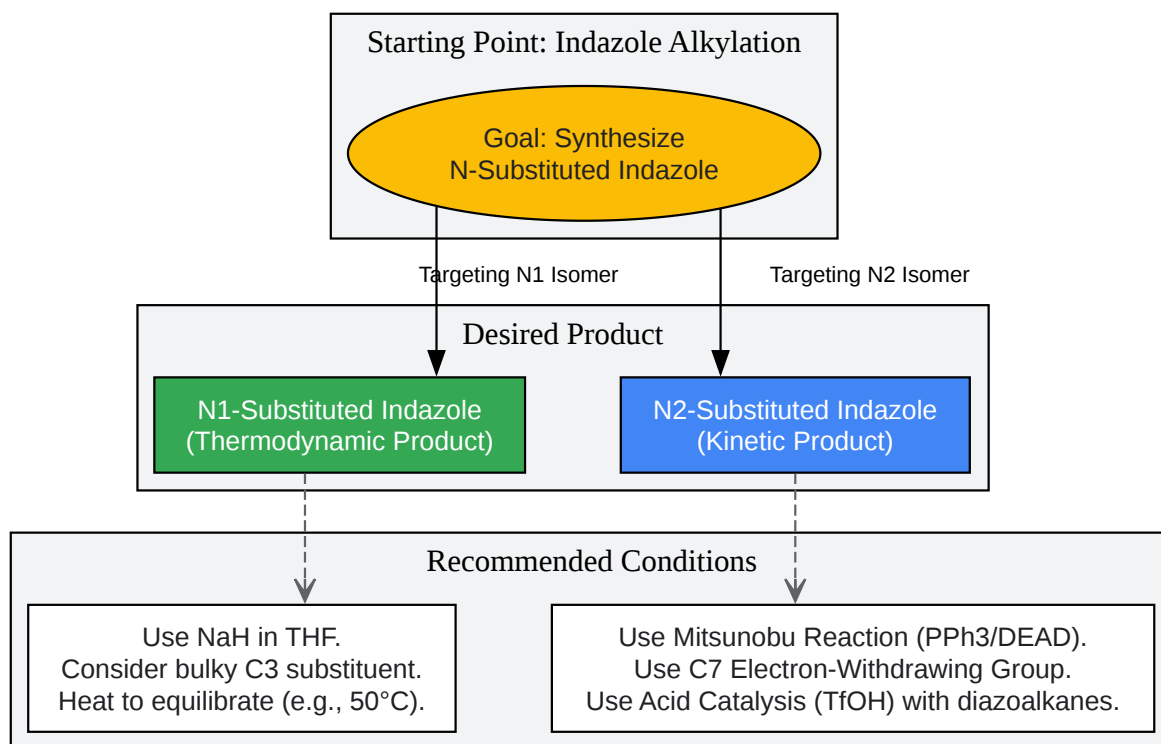 Starting Point: Indazole Alkylation
Goal: Synthesize
N-Substituted Indazole
Targeting N1 Isomer
Targeting N2 Isomer
Desired Product
N1-Substituted Indazole
(Thermodynamic Product)
N2-Substituted Indazole
(Kinetic Product)
Recommended Conditions
Use NaH in THF.
Consider bulky C3 substituent.
Heat to equilibrate (e.g., 50°C).
Use Mitsunobu Reaction (PPh3/DEAD).
Use C7 Electron-Withdrawing Group.
Use Acid Catalysis (TfOH) with diazoalkanes.